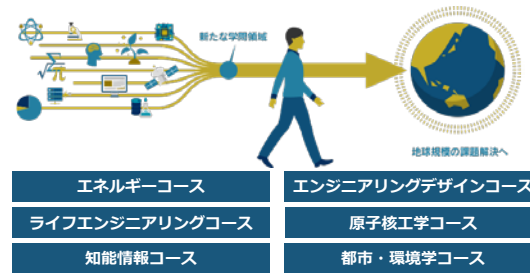 新たな学問領域
地球規模の課題解決へ
エネルギーコース
エンジニアリングデザインコース
ライフエンジニアリングコース
原子核工学コース
知能情報コース
都市・環境学コース